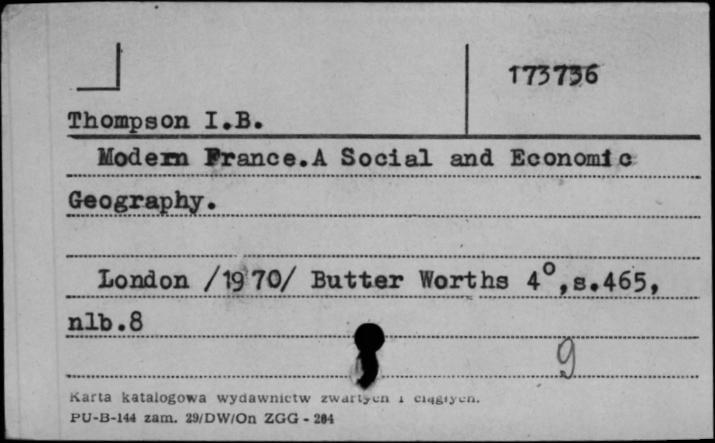 173736
Thompson I.B.
Modern France.A Social and Economic
Geography.
London /1970/ Butter Worths 4°,s.465,
nlb.8
9
Karta katalogowa wydawnictw zwartych i ciągłych.
PU-B-144 zam. 29/DW/On ZGG - 284